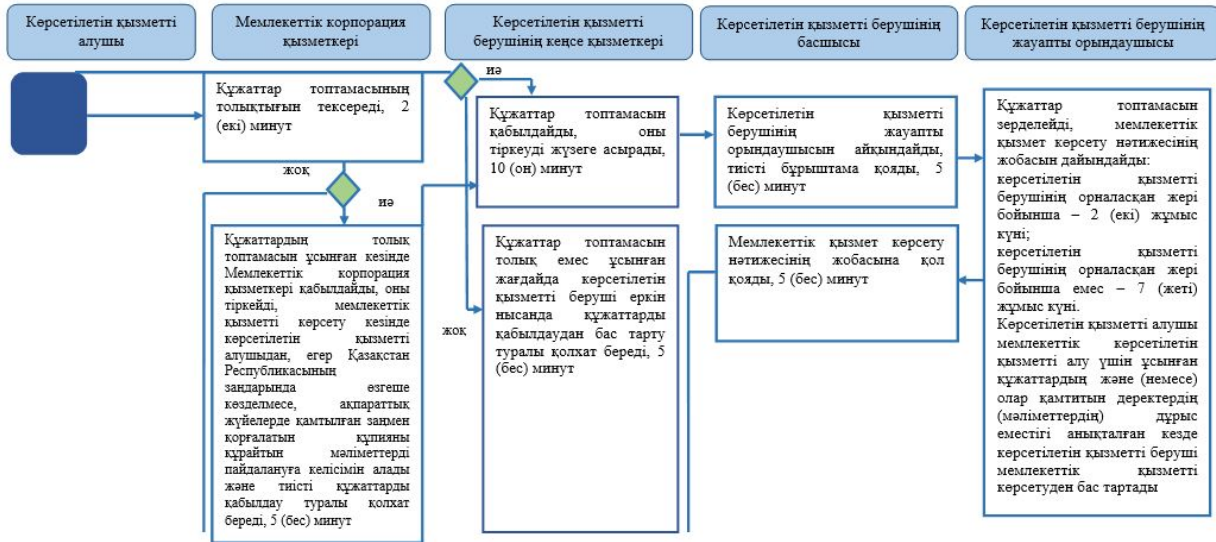 Көрсетілетін қызметті
алушы
Мемлекеттік корпорация
қызметкері
Көрсетілетін қызметті
берушінің кеңсе қызметкері
Көрсетілетін қызметті берушінің
басшысы
Көрсетілетін қызметті берушінің
жауапты орындаушысы
Құжаттар топтамасының
толықтығын тексереді, 2
(екі) минут
жоқ
иә
Құжаттардың толық
топтамасын ұсынған кезінде
Мемлекеттік корпорация
қызметкері қабылдайды, оны
тіркейді, мемлекеттік
қызметті көрсету кезінде
көрсетілетін қызметті
алушыдан, егер Қазақстан
Республикасының
заңдарында өзгеше
көзделмесе, ақпараттық
жүйелерде қамтылған заңмен
қорғалатын құпияны
құрайтын мәліметтерді
пайдалануға келісімін алады
және тиісті құжаттарды
қабылдау туралы қолхат
береді, 5 (бес) минут
иә
Құжаттар топтамасын
қабылдайды, оны
тіркеуді жүзеге асырады,
10 (он) минут
жоқ
Құжаттар топтамасын
толық емес ұсынған
жағдайда көрсетілетін
қызметті беруші еркін
нысанда құжаттарды
қабылдаудан бас тарту
туралы қолхат береді, 5
(бес) минут
Көрсетілетін қызметті
берушінің жауапты
орындаушысын айқындайды,
тиісті бұрыштама қояды, 5
(бес) минут
Мемлекеттік қызмет көрсету
нәтижесінің жобасына қол
қояды, 5 (бес) минут
Құжаттар топтамасын
зерделейді, мемлекеттік
қызмет көрсету нәтижесінің
жобасын дайындайды:
көрсетілетін қызметті
берушінің орналасқан жері
бойынша – 2 (екі) жұмыс
күні;
көрсетілетін қызметті
берушінің орналасқан жері
бойынша емес – 7 (жеті)
жұмыс күні.
Көрсетілетін қызметті алушы
мемлекеттік көрсетілетін
қызметті алу үшін ұсынған
құжаттардың және (немесе)
олар қамтитын деректердің
(мәліметтердің) дұрыс
еместігі анықталған кезде
көрсетілетін қызметті беруші
мемлекеттік қызметті
көрсетуден бас тартады